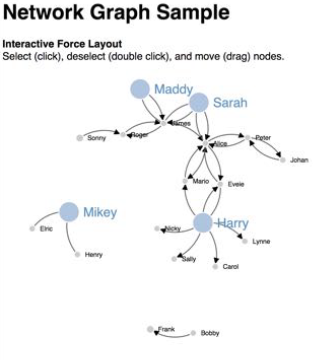 Network Graph Sample
Interactive Force Layout
Select (click), deselect (double click), and move (drag) nodes.
Maddy
Sarah
James
Sonny
Roger
Alice
Peter
Johan
Mario
Eveie
Mikey
Harry
Elric
Nicky
Lynne
Henry
Sally
Carol
Frank
Bobby